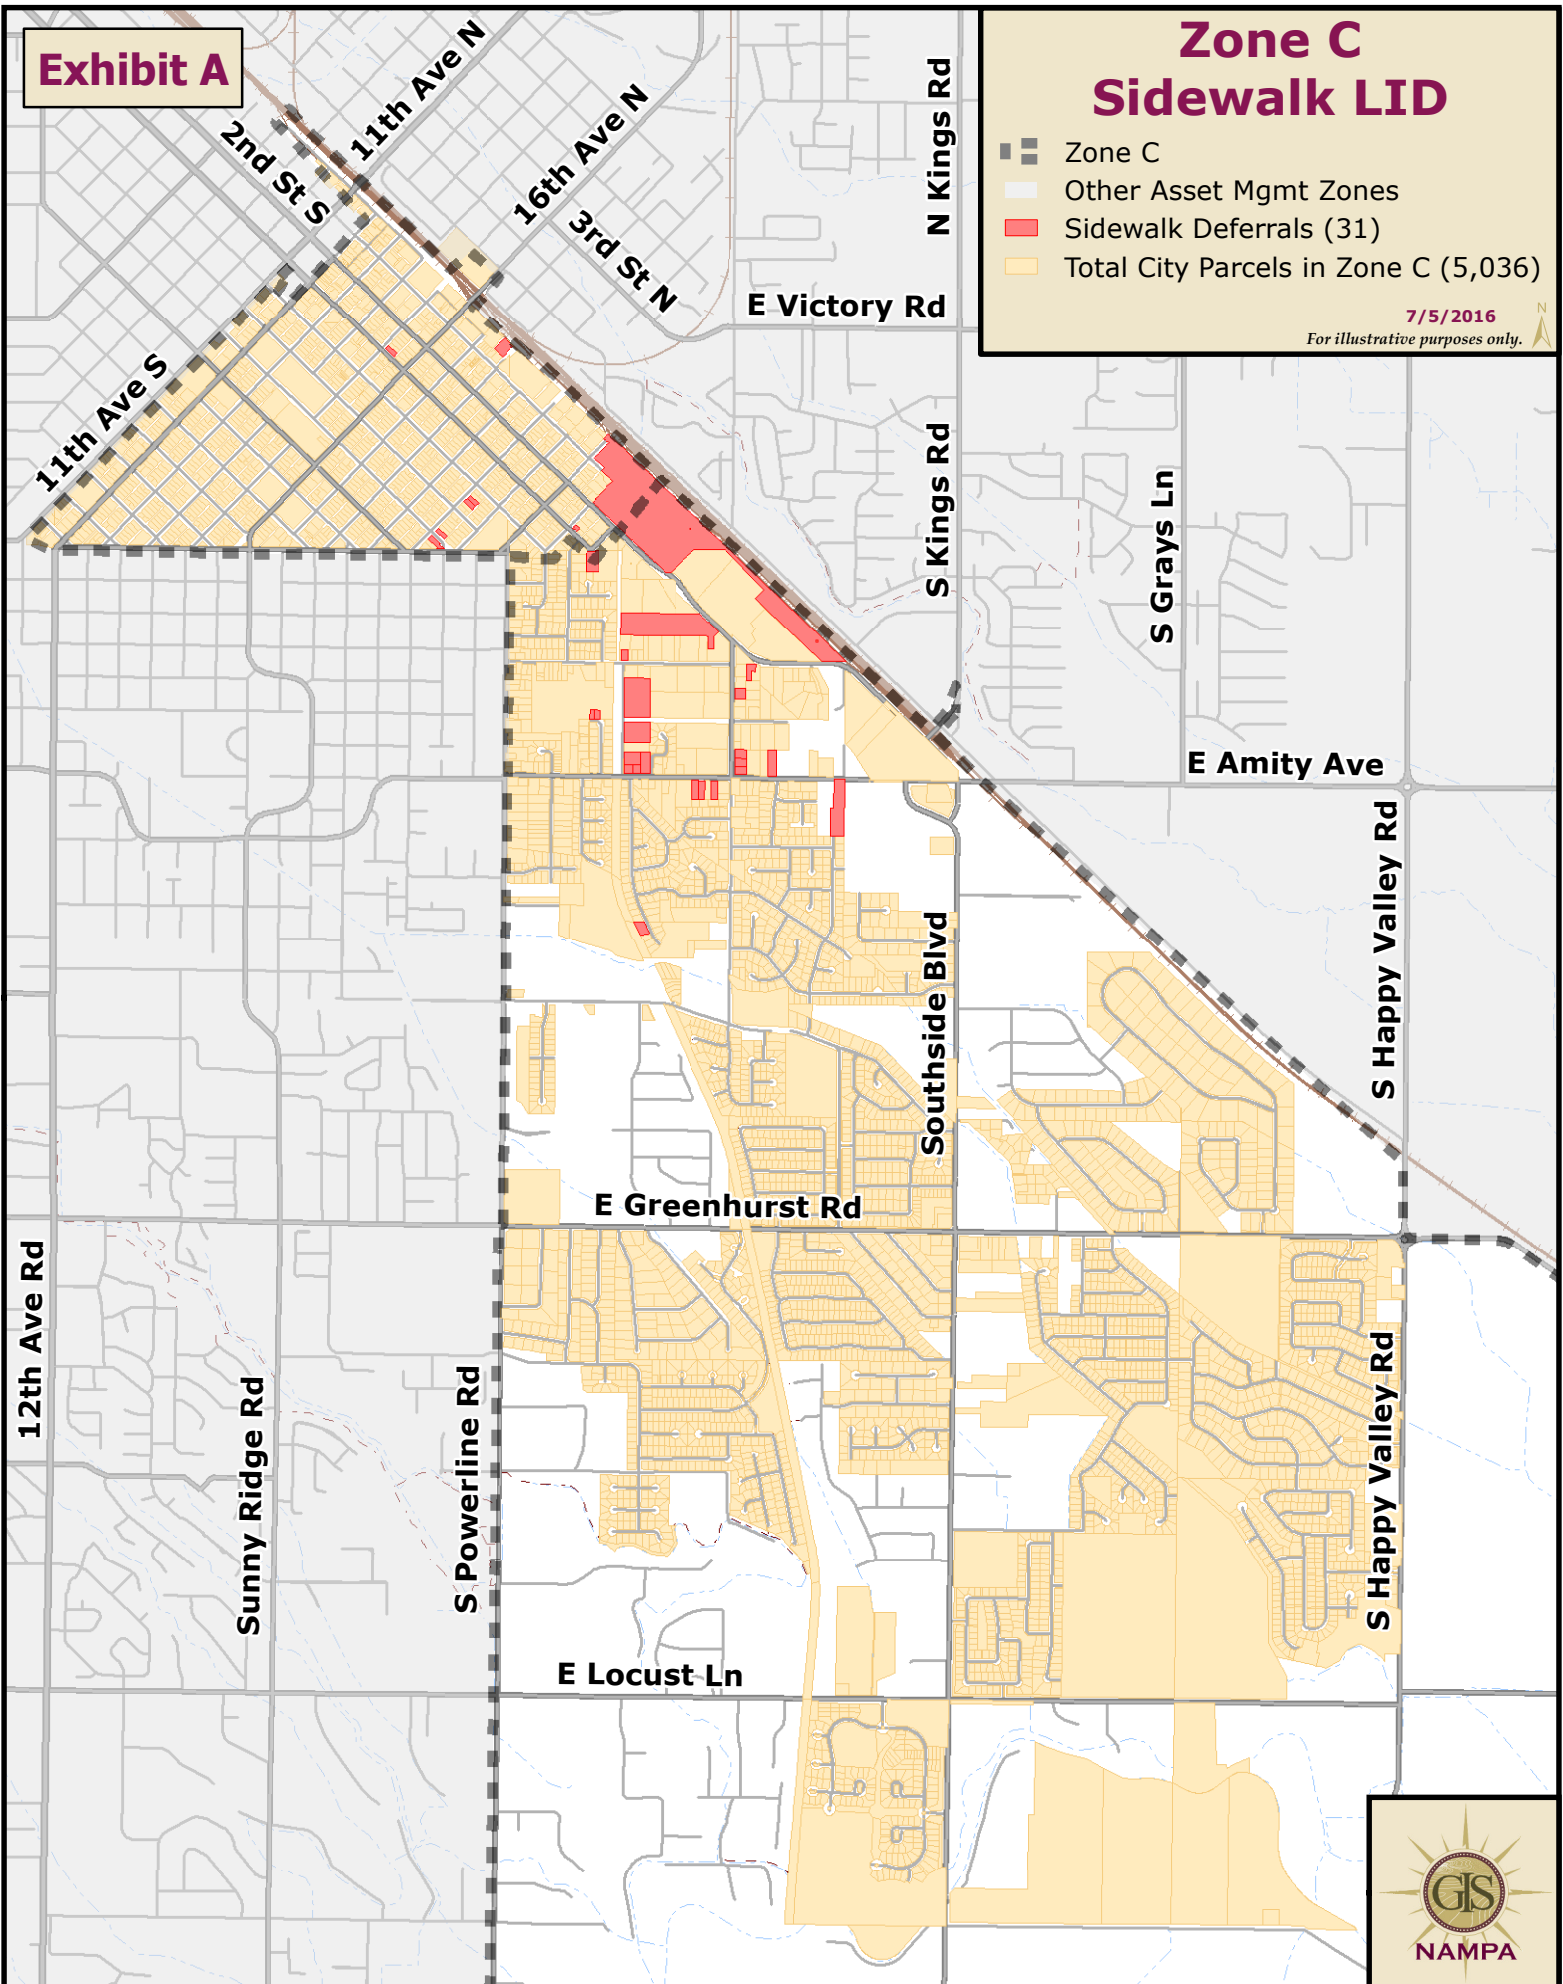 Exhibit A
Zone C
Sidewalk LID
Zone C
Other Asset Mgmt Zones
Sidewalk Deferrals (31)
Total City Parcels in Zone C (5,036)
7/5/2016
For illustrative purposes only.
N
11th Ave N
2nd St S
16th Ave N
3rd St N
N Kings Rd
E Victory Rd
11th Ave S
S Kings Rd
S Grays Ln
E Amity Ave
S Happy Valley Rd
Southside Blvd
E Greenhurst Rd
12th Ave Rd
Sunny Ridge Rd
S Powerline Rd
S Happy Valley Rd
E Locust Ln
GIS
NAMPA